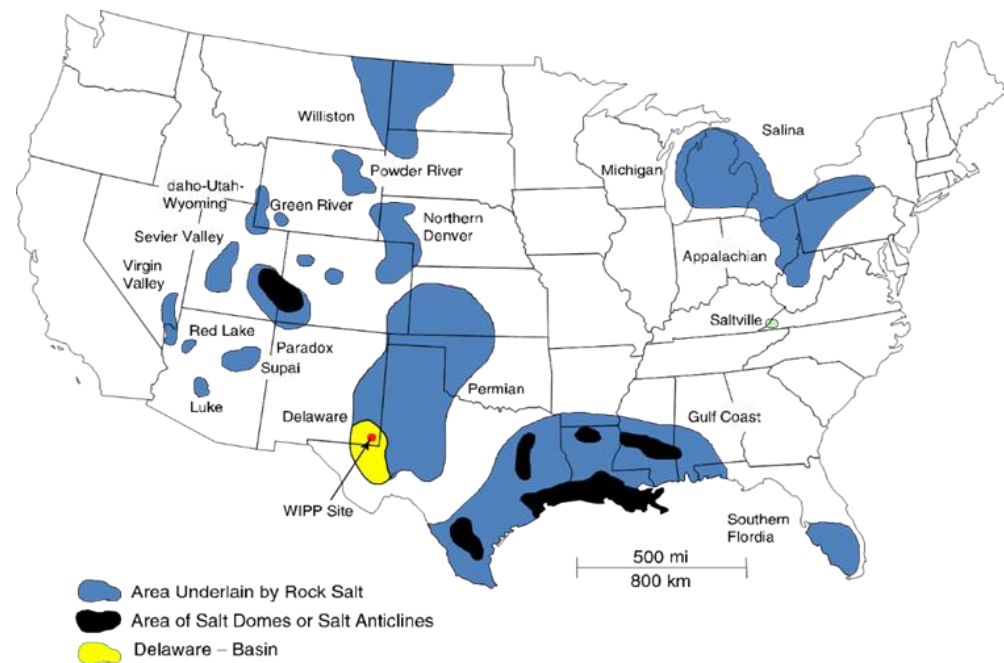 Williston
Salina
Michigan
Powder River
daho-Utah-
Wyoming
Green River
Northern
Denver
Sevier Valley
Appalachian
Virgin
Valley
Saltville
Red Lake
Paradox
Supai
Permian
Luke
Delaware
Gulf Coast
WIPP Site
Southern
Flordia
500 mi
800 km
Area Underlain by Rock Salt
Area of Salt Domes or Salt Anticlines
Delaware – Basin